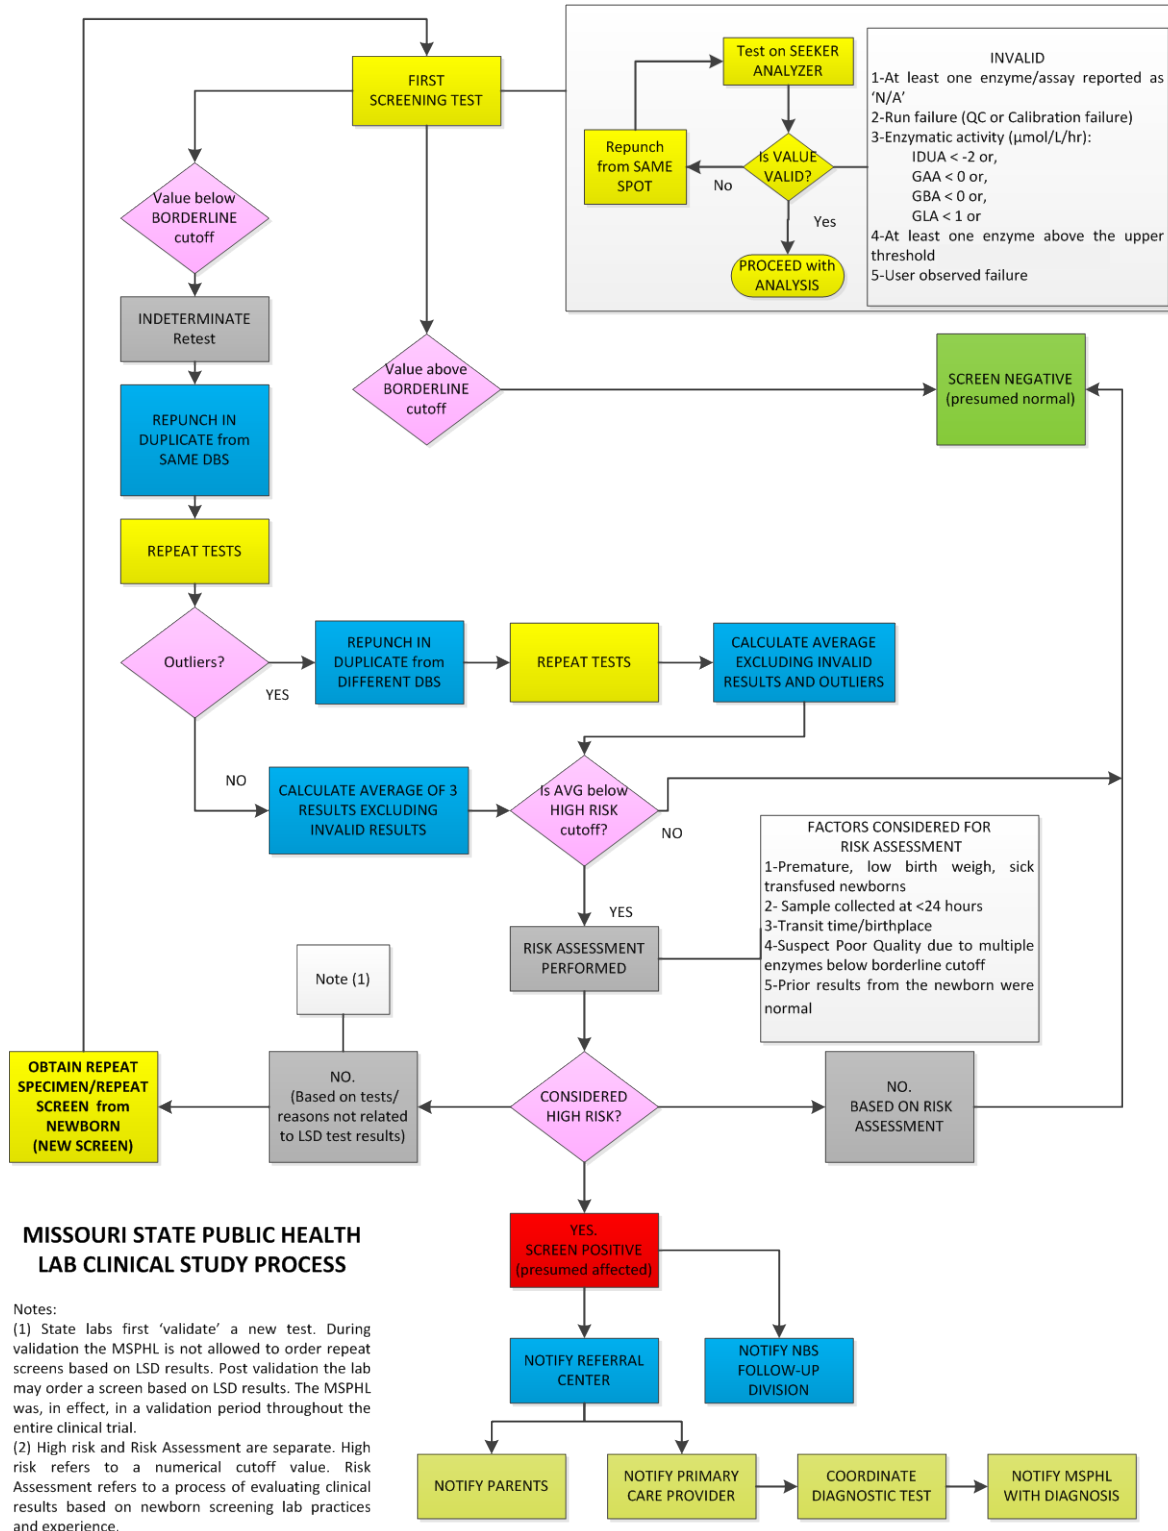 FIRST
SCREENING TEST
Test on SEEKER
ANALYZER
Repunch
from SAME
SPOT
Is VALUE
VALID?
No
Yes
PROCEED with
ANALYSIS
INVALID
1-At least one enzyme/assay reported as
‘N/A’
2-Run failure (QC or Calibration failure)
3-Enzymatic activity (µmol/L/hr):
IDUA < -2 or,
GAA < 0 or,
GBA < 0 or,
GLA < 1 or
4-At least one enzyme above the upper
threshold
5-User observed failure
Value below
BORDERLINE
cutoff
INDETERMINATE
Retest
Value above
BORDERLINE
cutoff
SCREEN NEGATIVE
(presumed normal)
REPUNCH IN
DUPLICATE from
SAME DBS
REPEAT TESTS
Outliers?
YES
REPUNCH IN
DUPLICATE from
DIFFERENT DBS
REPEAT TESTS
CALCULATE AVERAGE
EXCLUDING INVALID
RESULTS AND OUTLIERS
NO
CALCULATE AVERAGE OF 3
RESULTS EXCLUDING
INVALID RESULTS
Is AVG below
HIGH RISK
cutoff?
NO
YES
FACTORS CONSIDERED FOR
RISK ASSESSMENT
1-Premature, low birth weigh, sick
transfused newborns
2- Sample collected at <24 hours
3-Transit time/birthplace
4-Suspect Poor Quality due to multiple
enzymes below borderline cutoff
5-Prior results from the newborn were
normal
RISK ASSESSMENT
PERFORMED
Note (1)
OBTAIN REPEAT
SPECIMEN/REPEAT
SCREEN from
NEWBORN
(NEW SCREEN)
NO.
(Based on tests/
reasons not related
to LSD test results)
CONSIDERED
HIGH RISK?
NO.
BASED ON RISK
ASSESSMENT
YES.
SCREEN POSITIVE
(presumed affected)
NOTIFY REFERRAL
CENTER
NOTIFY NBS
FOLLOW-UP
DIVISION
NOTIFY PARENTS
NOTIFY PRIMARY
CARE PROVIDER
COORDINATE
DIAGNOSTIC TEST
NOTIFY MSPHL
WITH DIAGNOSIS
MISSOURI STATE PUBLIC HEALTH
LAB CLINICAL STUDY PROCESS
Notes:
(1) State labs first ‘validate’ a new test. During
validation the MSPHL is not allowed to order repeat
screens based on LSD results. Post validation the lab
may order a screen based on LSD results. The MSPHL
was, in effect, in a validation period throughout the
entire clinical trial.
(2) High risk and Risk Assessment are separate. High
risk refers to a numerical cutoff value. Risk
Assessment refers to a process of evaluating clinical
results based on newborn screening lab practices
and experience.